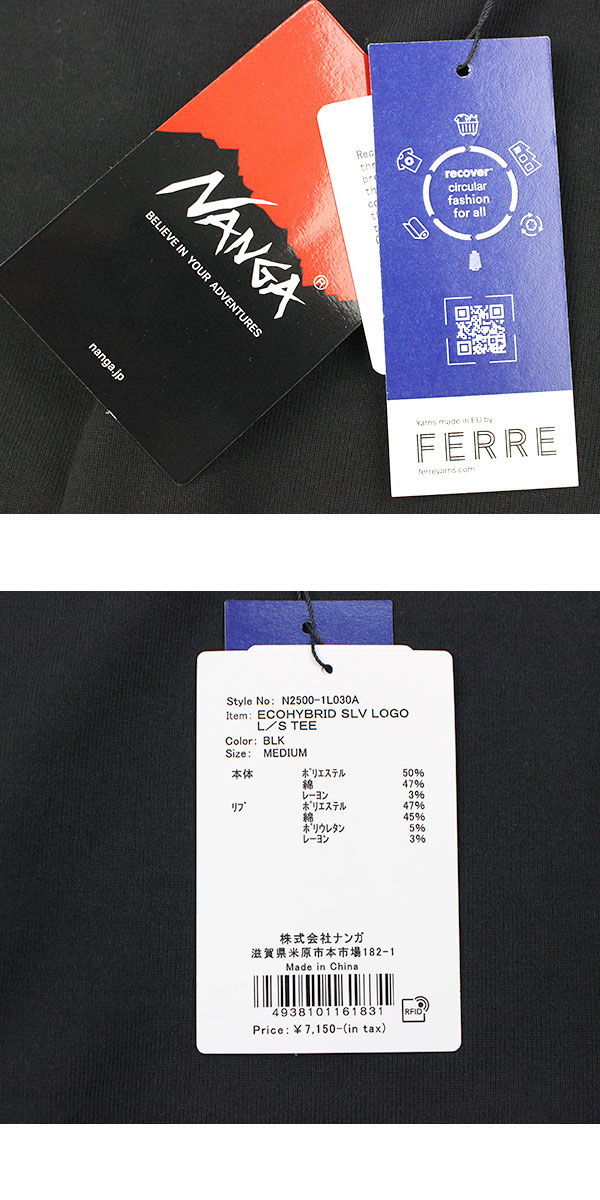 NANGA®
BELIEVE IN YOUR ADVENTURES
nanga.jp
recover™
circular
fashion
for all
Yarns made in EU by
FERRE
ferreyarns.com
Style No: N2500-1L030A
Item: ECOHYBRID SLV LOGO
L／S TEE
Color: BLK
Size: MEDIUM
本体 ﾎﾟﾘｴｽﾃﾙ 50%
綿 47%
ﾚｰﾖﾝ 3%
ﾘﾌﾞ ﾎﾟﾘｴｽﾃﾙ 47%
綿 45%
ﾎﾟﾘｳﾚﾀﾝ 5%
ﾚｰﾖﾝ 3%
株式会社ナンガ
滋賀県米原市本市場182-1
Made in China
4938101161831
RFID
Price: ￥7,150-(in tax)